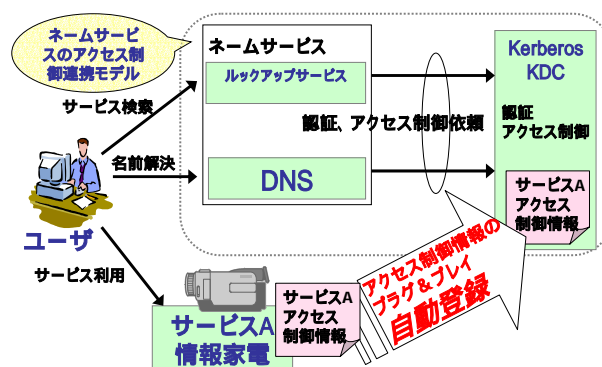 ネームサービ
スのアクセス制
御連携モデル
ネームサービス
ルックアップサービス
DNS
Kerberos
KDC
認証
アクセス制御
サービスA
アクセス
制御情報
サービス検索
名前解決
認証、アクセス制御依頼
ユーザ
サービス利用
サービスA
情報家電
サービスA
アクセス
制御情報
アクセス制御情報の
プラグ＆プレイ
自動登録